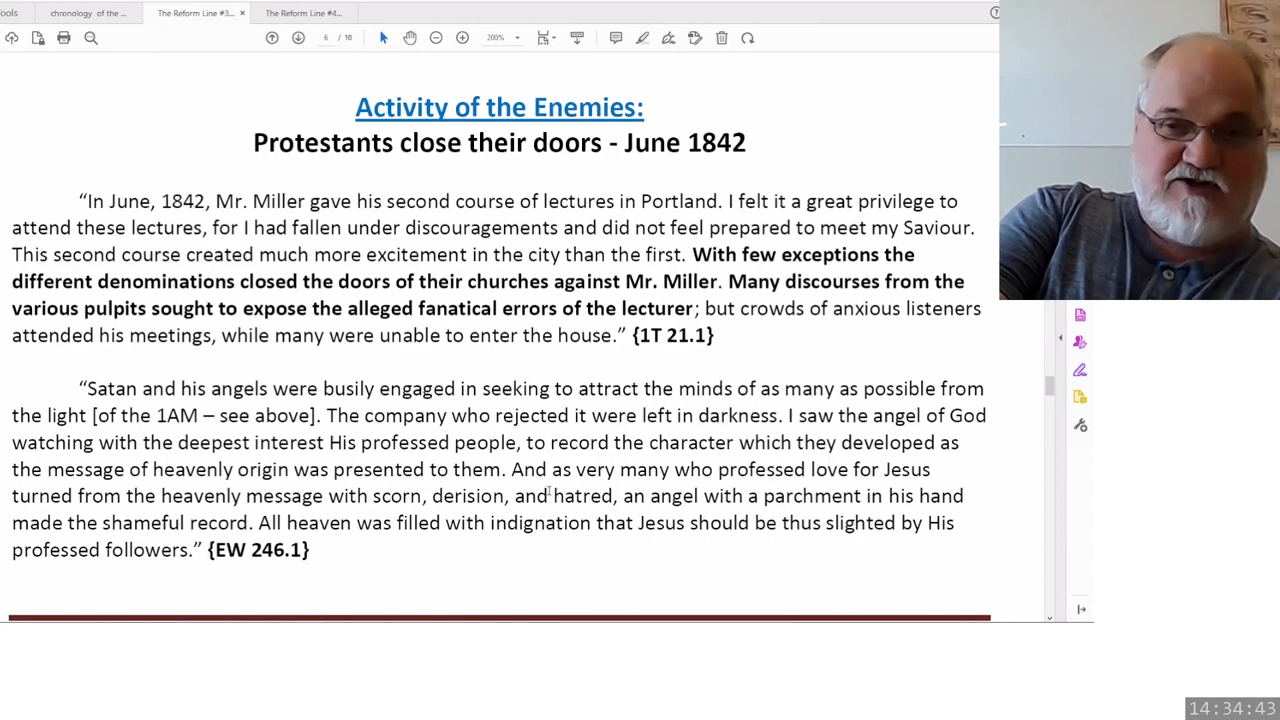 Tools
chronology of the ...
The Reform Line #3...
×
The Reform Line #4...
6 / 10
200%
Activity of the Enemies:
Protestants close their doors - June 1842
“In June, 1842, Mr. Miller gave his second course of lectures in Portland. I felt it a great privilege to
attend these lectures, for I had fallen under discouragements and did not feel prepared to meet my Saviour.
This second course created much more excitement in the city than the first. With few exceptions the
different denominations closed the doors of their churches against Mr. Miller. Many discourses from the
various pulpits sought to expose the alleged fanatical errors of the lecturer; but crowds of anxious listeners
attended his meetings, while many were unable to enter the house.” {1T 21.1}
“Satan and his angels were busily engaged in seeking to attract the minds of as many as possible from
the light [of the 1AM – see above]. The company who rejected it were left in darkness. I saw the angel of God
watching with the deepest interest His professed people, to record the character which they developed as
the message of heavenly origin was presented to them. And as very many who professed love for Jesus
turned from the heavenly message with scorn, derision, and hatred, an angel with a parchment in his hand
made the shameful record. All heaven was filled with indignation that Jesus should be thus slighted by His
professed followers.” {EW 246.1}
14:34:43